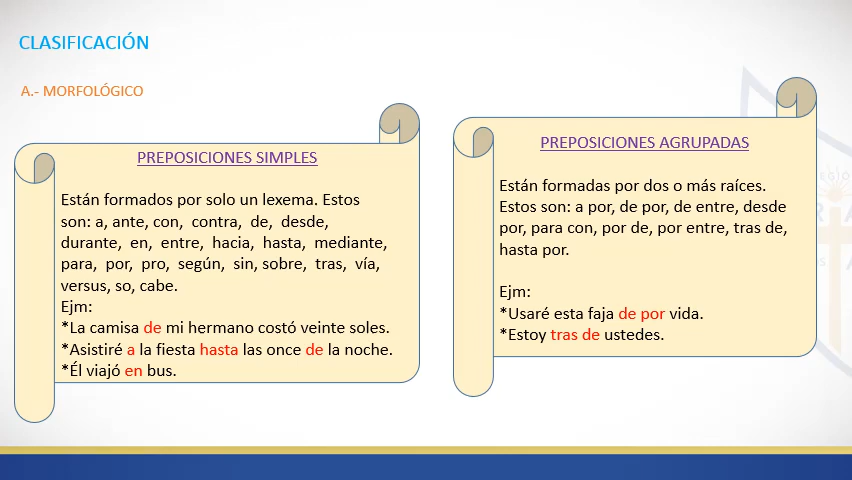 CLASIFICACIÓN
A.- MORFOLÓGICO
PREPOSICIONES SIMPLES
Están formados por solo un lexema. Estos
son: a, ante, con, contra, de, desde,
durante, en, entre, hacia, hasta, mediante,
para, por, pro, según, sin, sobre, tras, vía,
versus, so, cabe.
Ejm:
*La camisa de mi hermano costó veinte soles.
*Asistiré a la fiesta hasta las once de la noche.
*Él viajó en bus.
PREPOSICIONES AGRUPADAS
Están formadas por dos o más raíces.
Estos son: a por, de por, de entre, desde
por, para con, por de, por entre, tras de,
hasta por.
Ejm:
*Usaré esta faja de por vida.
*Estoy tras de ustedes.